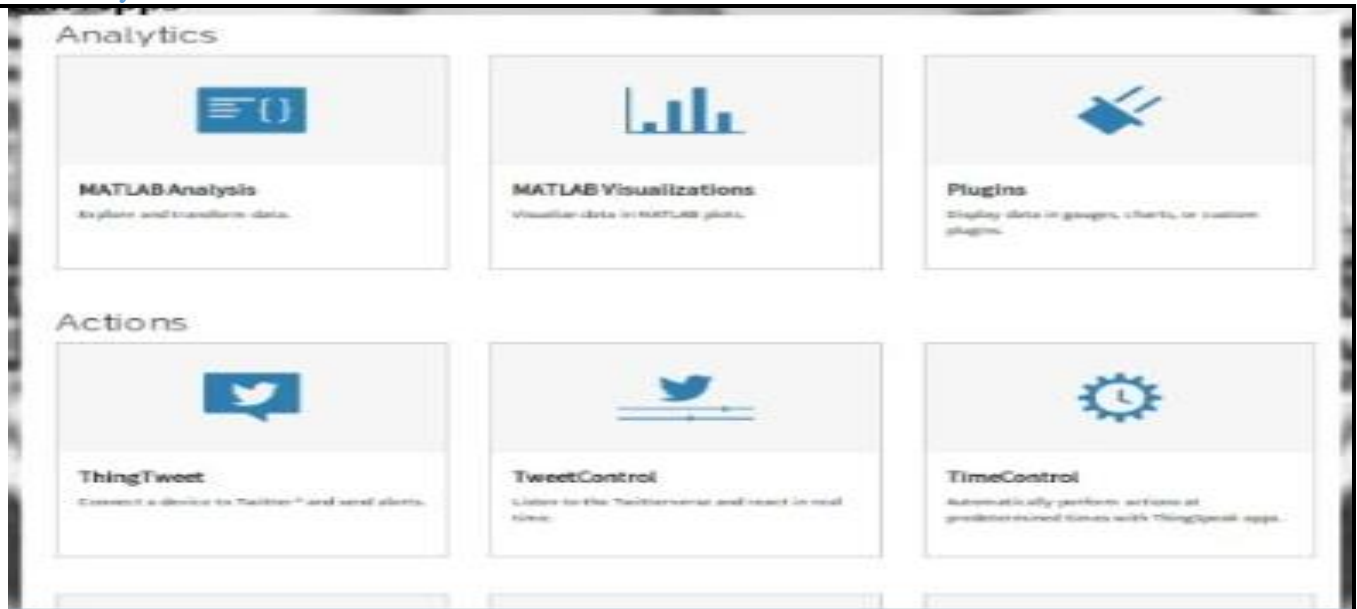 Apps
Analytics
MATLAB Analysis
Explore and transform data.
MATLAB Visualizations
Visualize data in MATLAB plots.
Plugins
Display data in gauges, charts, or custom
plugins.
Actions
ThingTweet
Connect a device to Twitter® and send alerts.
TweetControl
Listen to the Twitterverse and react in real
time.
TimeControl
Automatically perform actions at
predetermined times with ThingSpeak apps.